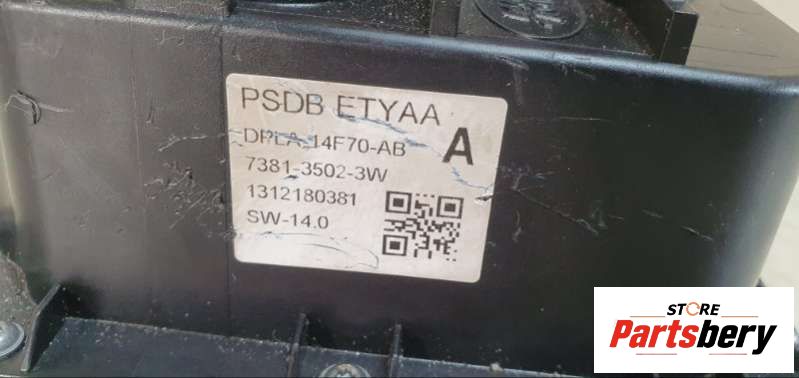 PSDB ETYAA
DPLA-14F70-AB A
7381-3502-3W
1312180381
SW-14.0
STORE
Partsbery